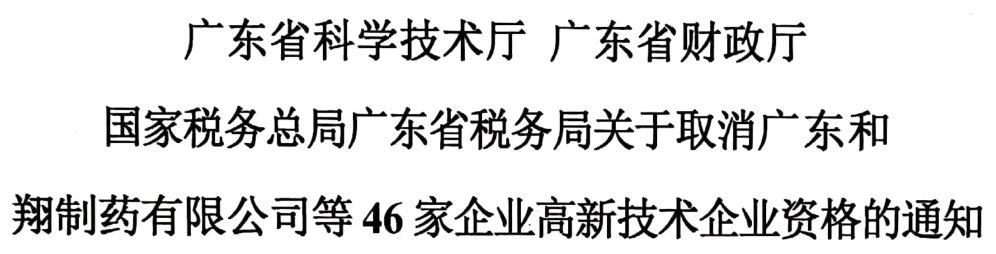 广东省科学技术厅 广东省财政厅
国家税务总局广东省税务局关于取消广东和
翔制药有限公司等 46 家企业高新技术企业资格的通知